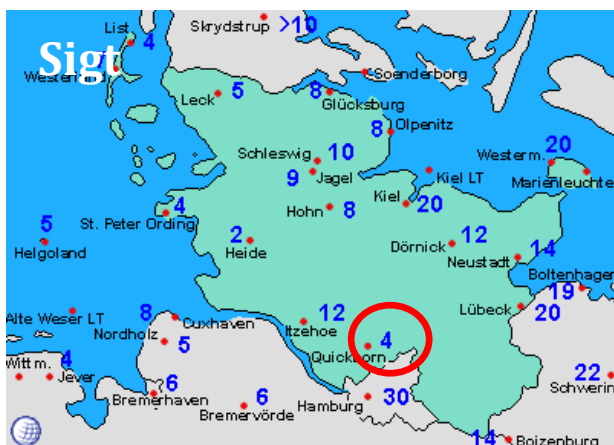 Skrydstrup >10
List 4
Sigt
Westerland
Soenderborg
Leck 5
8 Glücksburg
8 Olpenitz
Schleswig 10
9 Jagel
Westerm. 20
Marienleuchte
Kiel LT
St. Peter Ording 4
Hohn 8
Kiel 20
5
Helgoland
2
Heide
Dörnick 12
Neustadt 14
Boltenhagen
19
Alte Weser LT
8 Cuxhaven
Nordholz 5
12
Itzehoe
4
Quickborn
Lübeck 20
Wittm.
4
Jever
6
Bremerhaven
6
Bremervörde
Hamburg 30
22
Schwerin
14 Boizenburg